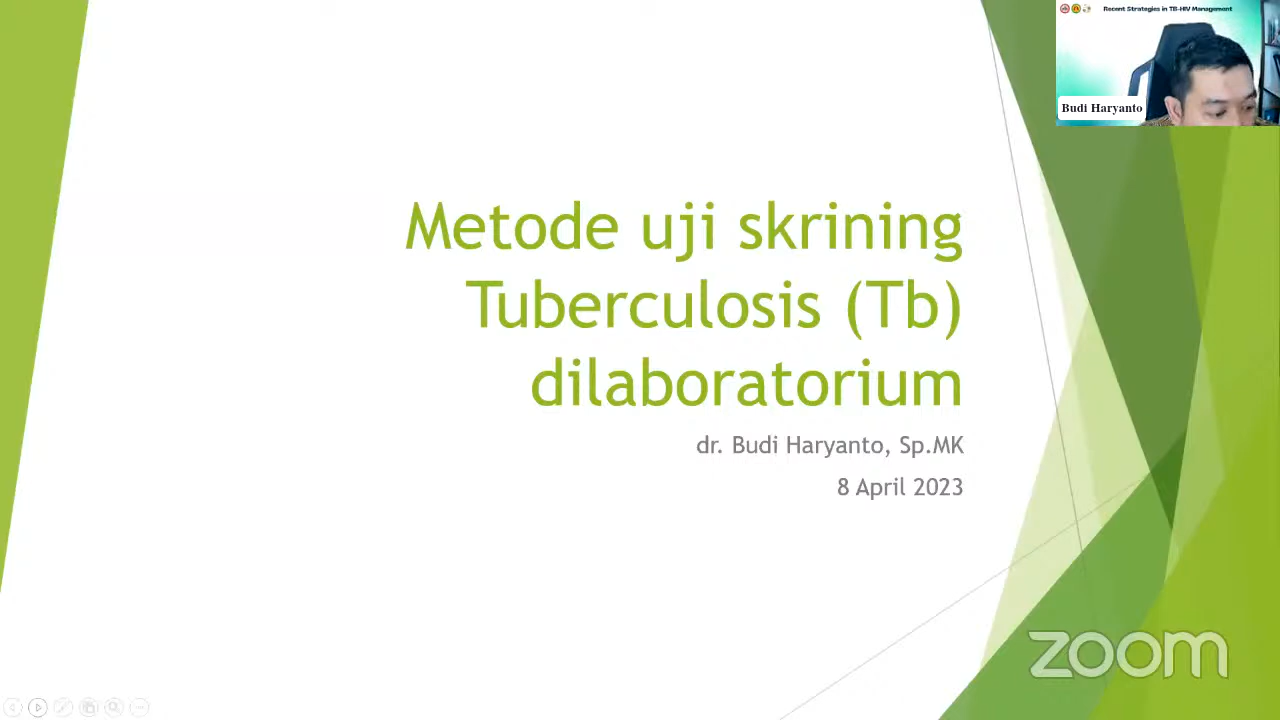 Recent Strategies in TB-HIV Management
Budi Haryanto
Metode uji skrining
Tuberculosis (Tb)
dilaboratorium
dr. Budi Haryanto, Sp.MK
8 April 2023
zoom